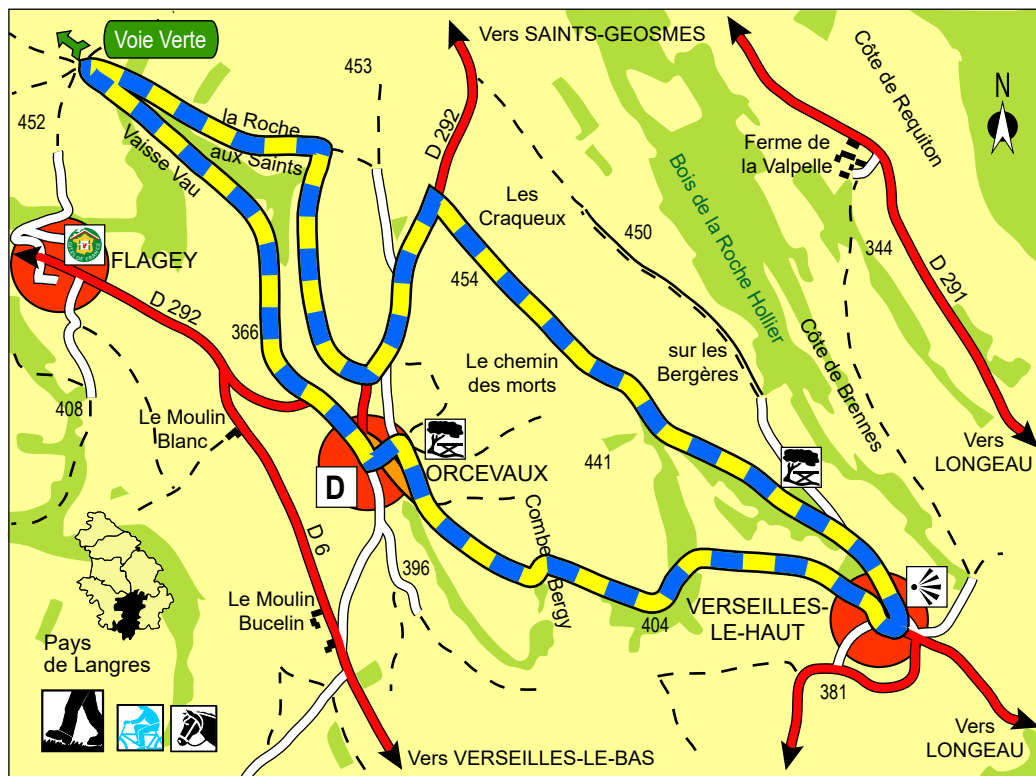 Voie Verte
Vers SAINTS-GEOSMES
453
452
la Roche
aux Saints
Vaisse Vau
D 292
Côte de Requiton
N
Ferme de
la Valpelle
Les
Craqueux
450
Bois de la Roche Hollier
344
D 291
FLAGEY
D 292
454
366
Le chemin
des morts
sur les
Bergères
Côte de Brennes
408
Le Moulin
Blanc
D
ORCEVAUX
441
Vers
LONGEAU
D 6
396
Combe Bergy
Le Moulin
Bucelin
404
VERSEILLES-
LE-HAUT
Pays
de Langres
381
Vers
LONGEAU
Vers VERSEILLES-LE-BAS